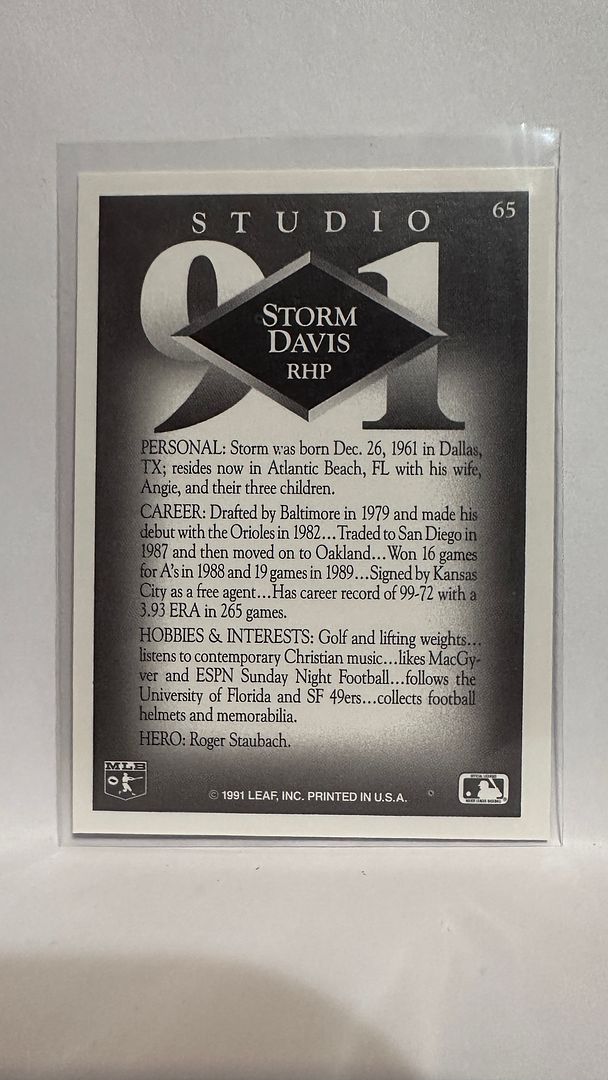 65
STUDIO
91
STORM
DAVIS
RHP
PERSONAL: Storm was born Dec. 26, 1961 in Dallas,
TX; resides now in Atlantic Beach, FL with his wife,
Angie, and their three children.
CAREER: Drafted by Baltimore in 1979 and made his
debut with the Orioles in 1982...Traded to San Diego in
1987 and then moved on to Oakland...Won 16 games
for A's in 1988 and 19 games in 1989...Signed by Kansas
City as a free agent...Has career record of 99-72 with a
3.93 ERA in 265 games.
HOBBIES & INTERESTS: Golf and lifting weights...
listens to contemporary Christian music...likes MacGy-
ver and ESPN Sunday Night Football...follows the
University of Florida and SF 49ers...collects football
helmets and memorabilia.
HERO: Roger Staubach.
MLB
© 1991 LEAF, INC. PRINTED IN U.S.A.
OFFICIAL LICENSEE
MAJOR LEAGUE BASEBALL